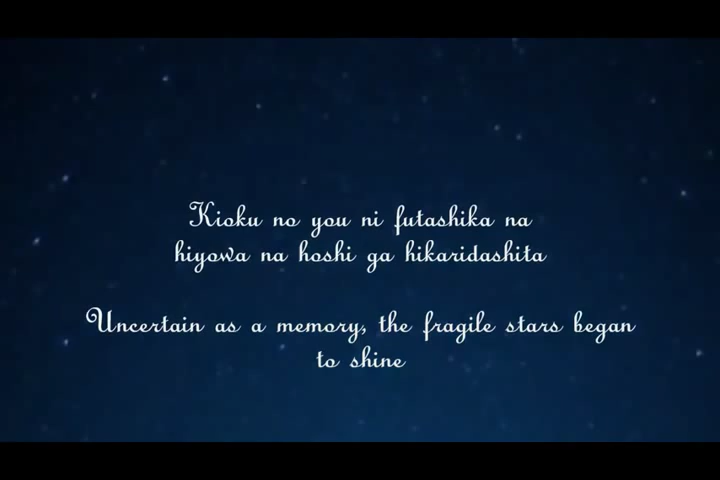 Kioku no you ni futashika na
hiyowa na hoshi ga hikaridashita
Uncertain as a memory, the fragile stars began
to shine